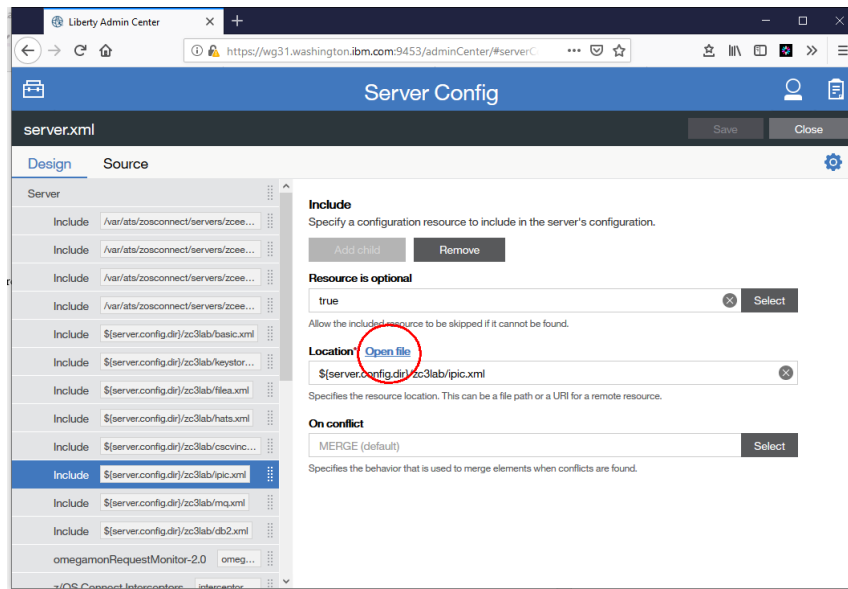 Liberty Admin Center
https://wg31.washington.ibm.com:9453/adminCenter/#serverC
Server Config
server.xml
Save
Close
Design
Source
Server
Include /var/ats/zosconnect/servers/zcee...
Include /var/ats/zosconnect/servers/zcee...
Include /var/ats/zosconnect/servers/zcee...
Include /var/ats/zosconnect/servers/zcee...
Include ${server.config.dir}/zc3lab/basic.xml
Include ${server.config.dir}/zc3lab/keystor...
Include ${server.config.dir}/zc3lab/filea.xml
Include ${server.config.dir}/zc3lab/hats.xml
Include ${server.config.dir}/zc3lab/cscvinc...
Include ${server.config.dir}/zc3lab/ipic.xml
Include ${server.config.dir}/zc3lab/mq.xml
Include ${server.config.dir}/zc3lab/db2.xml
omegamonRequestMonitor-2.0 omeg...
z/OS Connect Interceptors interceptor
Include
Specify a configuration resource to include in the server's configuration.
Add child
Remove
Resource is optional
true
Select
Allow the included resource to be skipped if it cannot be found.
Location* Open file
${server.config.dir}/zc3lab/ipic.xml
Specifies the resource location. This can be a file path or a URI for a remote resource.
On conflict
MERGE (default)
Select
Specifies the behavior that is used to merge elements when conflicts are found.